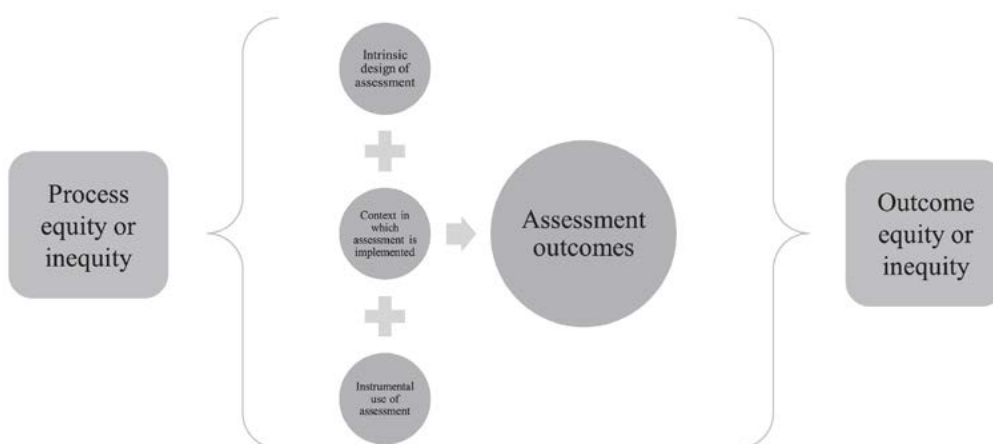 Process
equity or
inequity
Intrinsic
design of
assessment
Context in
which
assessment is
implemented
Instrumental
use of
assessment
Assessment
outcomes
Outcome
equity or
inequity